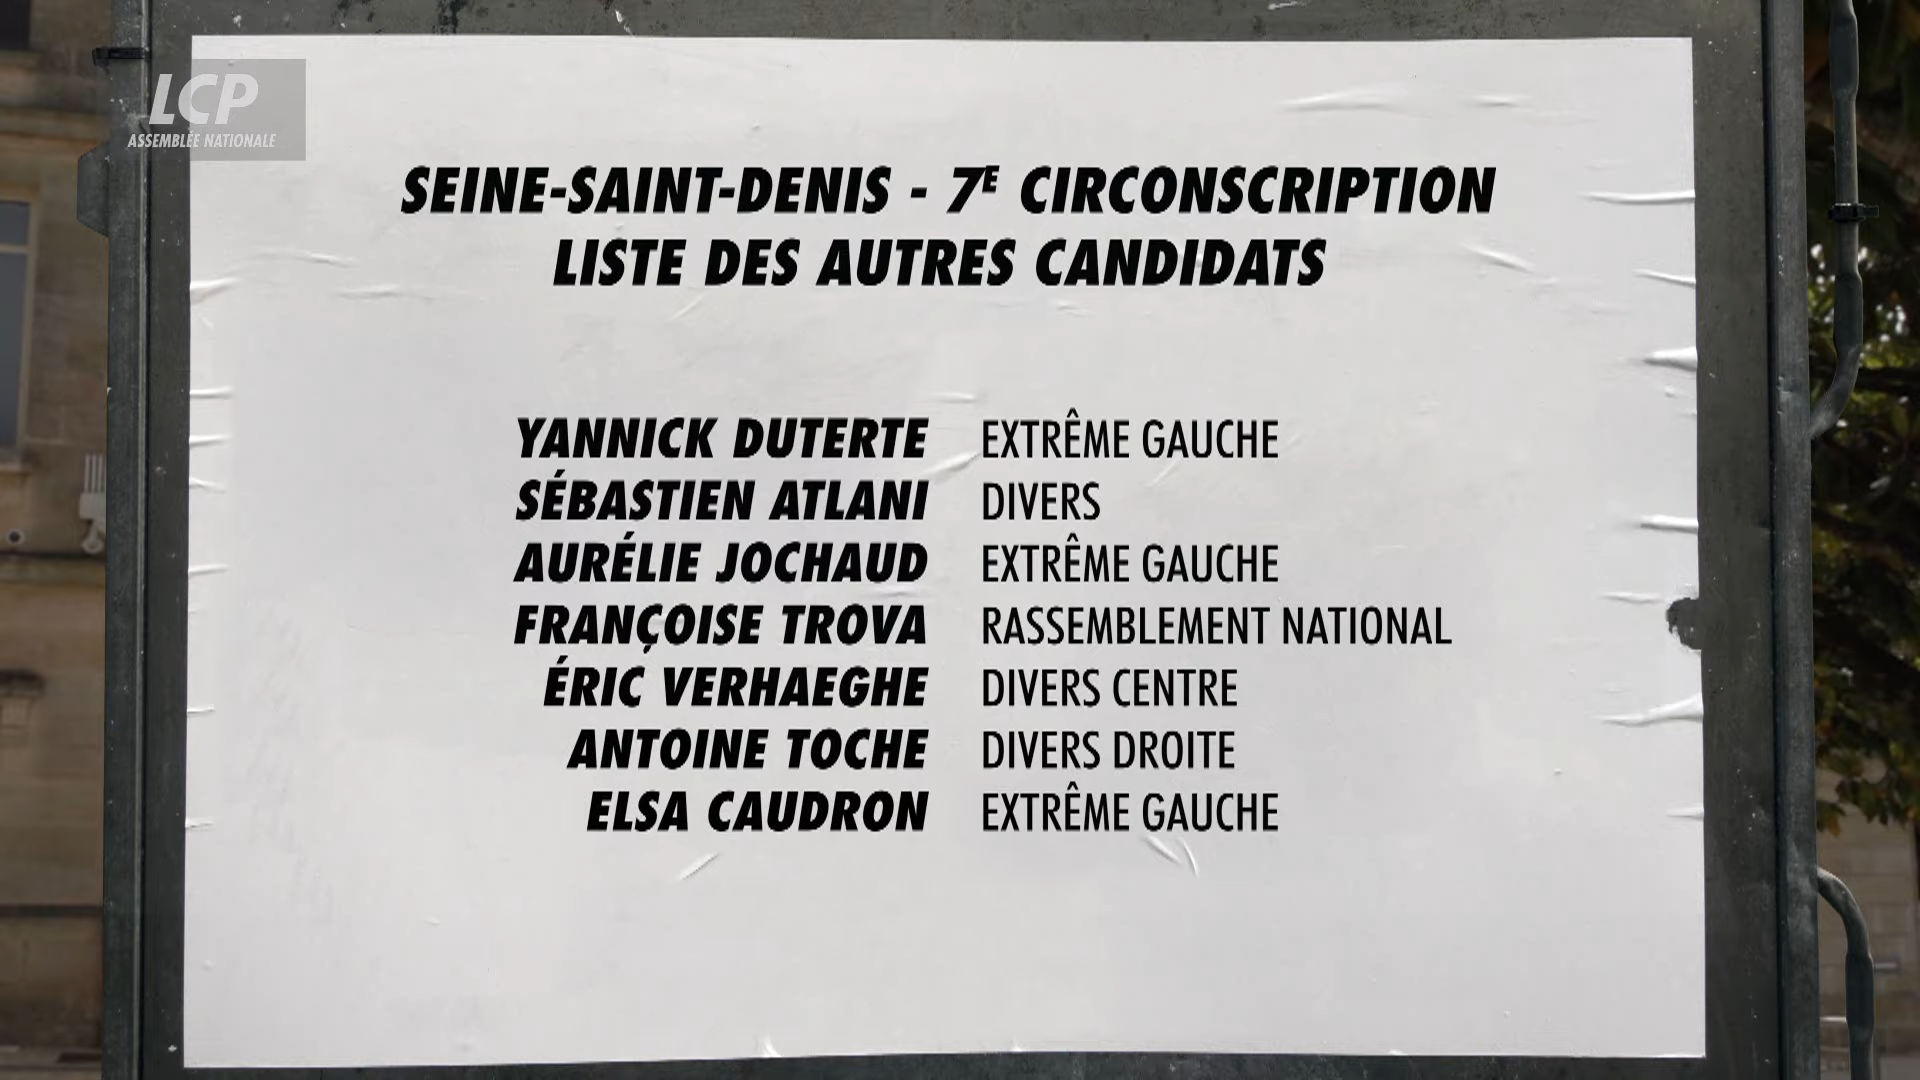 LCP
ASSEMBLÉE NATIONALE
SEINE-SAINT-DENIS - 7E CIRCONSCRIPTION
LISTE DES AUTRES CANDIDATS
YANNICK DUTERTE EXTRÊME GAUCHE
SÉBASTIEN ATLANI DIVERS
AURÉLIE JOCHAUD EXTRÊME GAUCHE
FRANÇOISE TROVA RASSEMBLEMENT NATIONAL
ÉRIC VERHAEGHE DIVERS CENTRE
ANTOINE TOCHE DIVERS DROITE
ELSA CAUDRON EXTRÊME GAUCHE